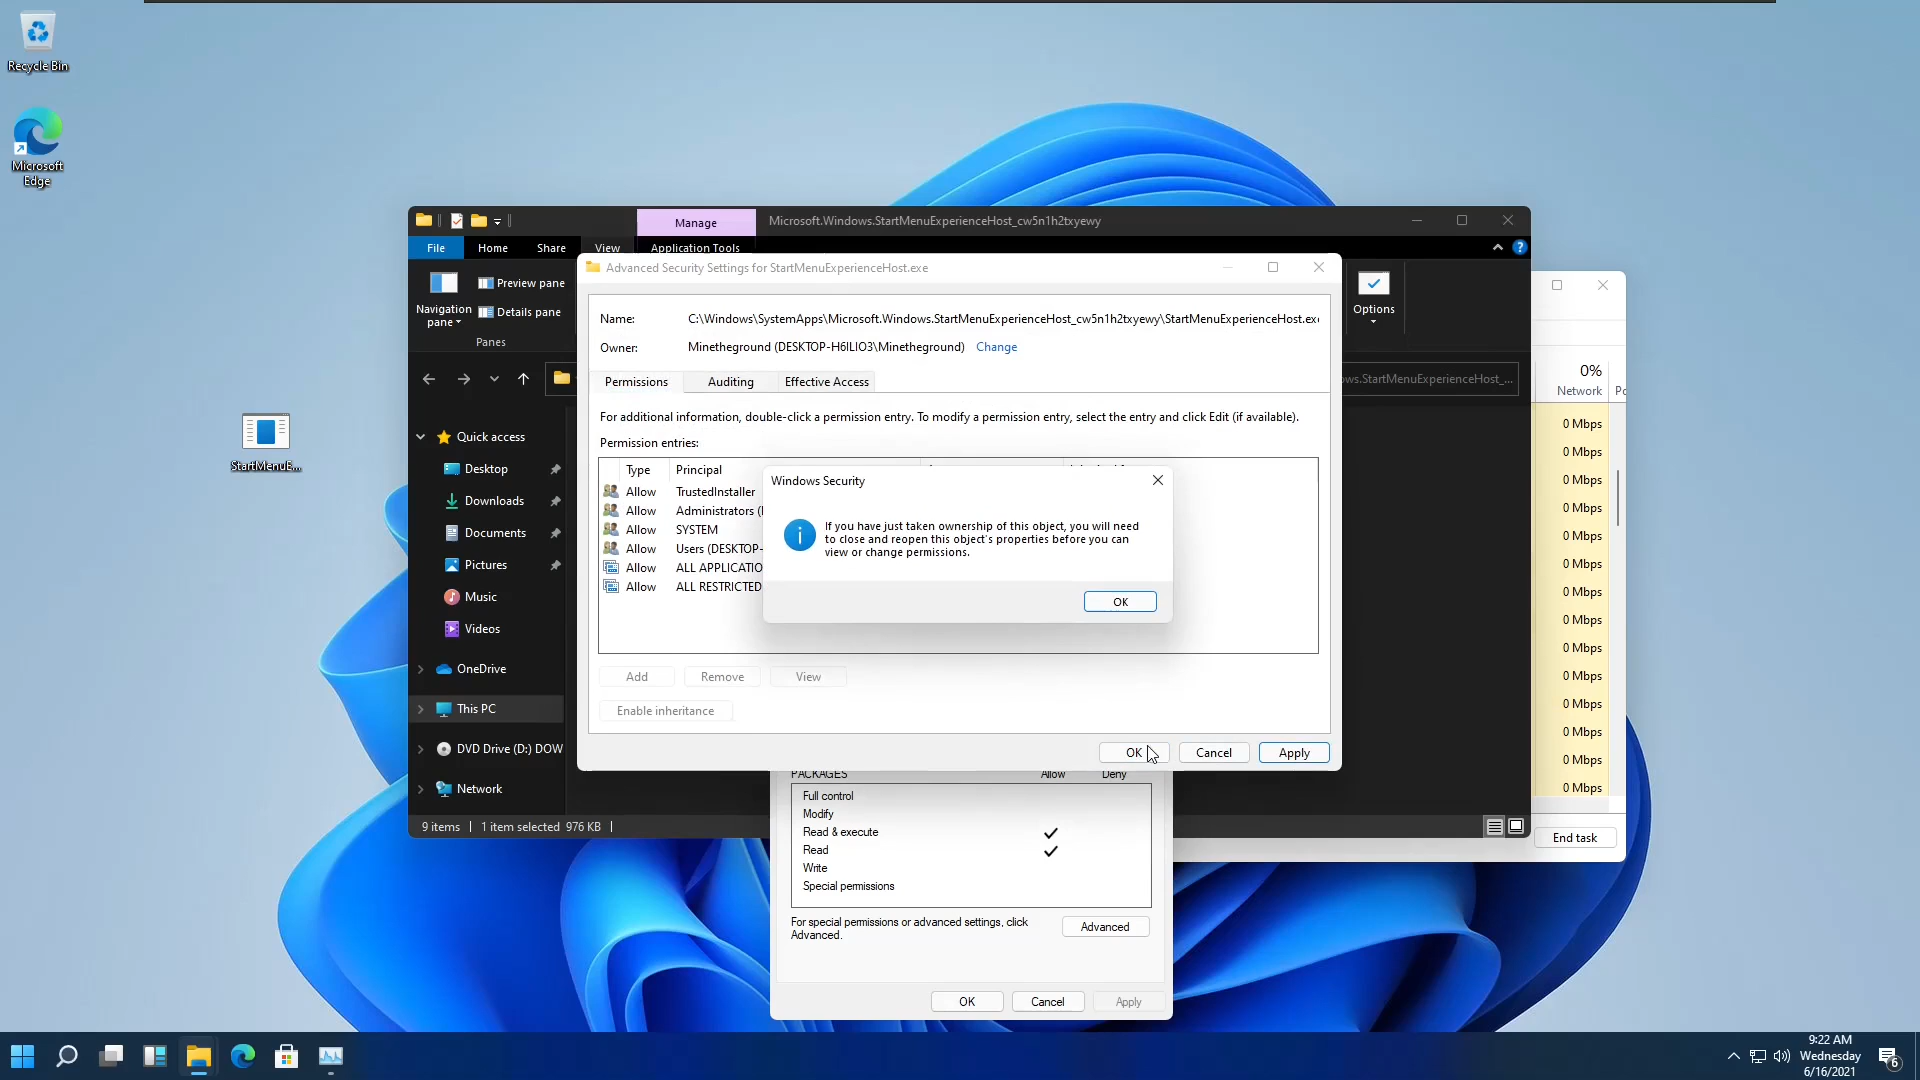 Recycle Bin
Microsoft
Edge
StartMenuE...
Manage
Microsoft.Windows.StartMenuExperienceHost_cw5n1h2txyewy
File
Home
Share
View
Application Tools
Navigation
pane
Preview pane
Details pane
Panes
Options
Advanced Security Settings for StartMenuExperienceHost.exe
Name:
C:\Windows\SystemApps\Microsoft.Windows.StartMenuExperienceHost_cw5n1h2txyewy\StartMenuExperienceHost.exe
Owner:
Minetheground (DESKTOP-H6ILIO3\Minetheground)
Change
Permissions
Auditing
Effective Access
For additional information, double-click a permission entry. To modify a permission entry, select the entry and click Edit (if available).
Permission entries:
Type
Principal
Allow
TrustedInstaller
Allow
Administrators (
Allow
SYSTEM
Allow
Users (DESKTOP-
Allow
ALL APPLICATIO
Allow
ALL RESTRICTED
Windows Security
If you have just taken ownership of this object, you will need
to close and reopen this object's properties before you can
view or change permissions.
OK
Add
Remove
View
Enable inheritance
OK
Cancel
Apply
ws.StartMenuExperienceHost_...
Quick access
Desktop
Downloads
Documents
Pictures
Music
Videos
OneDrive
This PC
DVD Drive (D:) DOW
Network
9 items
1 item selected 976 KB
PACKAGES
Allow
Deny
Full control
Modify
Read & execute
Read
Write
Special permissions
For special permissions or advanced settings, click
Advanced.
Advanced
OK
Cancel
Apply
0%
Network
Po
0 Mbps
0 Mbps
0 Mbps
0 Mbps
0 Mbps
0 Mbps
0 Mbps
0 Mbps
0 Mbps
0 Mbps
0 Mbps
0 Mbps
0 Mbps
0 Mbps
End task
9:22 AM
Wednesday
6/16/2021
6